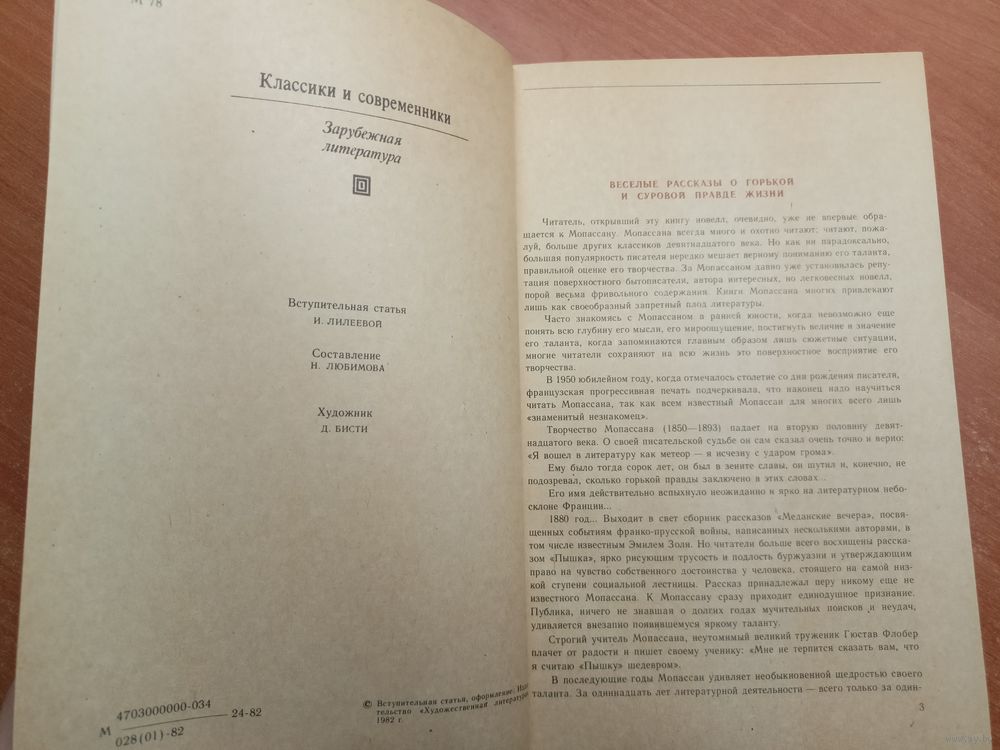 М 78
Классики и современники
Зарубежная
литература
Вступительная статья
И. ЛИЛЕЕВОЙ
Составление
Н. ЛЮБИМОВА
Художник
Д. БИСТИ
М 4703000000-034
028(01)-82
24-82
© Вступительная статья, оформление. Изда-
тельство «Художественная литература»
1982 г.
ВЕСЕЛЫЕ РАССКАЗЫ О ГОРЬКОЙ
И СУРОВОЙ ПРАВДЕ ЖИЗНИ
Читатель, открывший эту книгу новелл, очевидно, уже не впервые обра-
щается к Мопассану. Мопассана всегда много и охотно читают; читают, пожа-
луй, больше других классиков девятнадцатого века. Но как ни парадоксально,
большая популярность писателя нередко мешает верному пониманию его таланта,
правильной оценке его творчества. За Мопассаном давно уже установилась репу-
тация поверхностного бытописателя, автора интересных, но легковесных новелл,
порой весьма фривольного содержания. Книги Мопассана многих привлекают
лишь как своеобразный запретный плод литературы.
Часто знакомясь с Мопассаном в ранней юности, когда невозможно еще
понять всю глубину его мысли, его мироощущение, постигнуть величие и значение
его таланта, когда запоминаются главным образом лишь сюжетные ситуации,
многие читатели сохраняют на всю жизнь это поверхностное восприятие его
творчества.
В 1950 юбилейном году, когда отмечалось столетие со дня рождения писателя,
французская прогрессивная печать подчеркивала, что наконец надо научиться
читать Мопассана, так как всем известный Мопассан для многих всего лишь
«знаменитый незнакомец».
Творчество Мопассана (1850—1893) падает на вторую половину девят-
надцатого века. О своей писательской судьбе он сам сказал очень точно и верно:
«Я вошел в литературу как метеор — я исчезну с ударом грома».
Ему было тогда сорок лет, он был в зените славы, он шутил и, конечно, не
подозревал, сколько горькой правды заключено в этих словах...
Его имя действительно вспыхнуло неожиданно и ярко на литературном небо-
склоне Франции...
1880 год... Выходит в свет сборник рассказов «Меданские вечера», посвя-
щенных событиям франко-прусской войны, написанных несколькими авторами, в
том числе известным Эмилем Золя. Но читатели больше всего восхищены расска-
зом «Пышка», ярко рисующим трусость и подлость буржуазии и утверждающим
право на чувство собственного достоинства у человека, стоящего на самой низ-
кой ступени социальной лестницы. Рассказ принадлежал перу никому еще не
известного Мопассана. К Мопассану сразу приходит единодушное признание.
Публика, ничего не знавшая о долгих годах мучительных поисков и неудач,
удивляется внезапно появившемуся яркому таланту.
Строгий учитель Мопассана, неутомимый великий труженик Гюстав Флобер
плачет от радости и пишет своему ученику: «Мне не терпится сказать вам, что
я считаю «Пышку» шедевром».
В последующие годы Мопассан удивляет необыкновенной щедростью своего
таланта. За одиннадцать лет литературной деятельности — всего только за один-
3